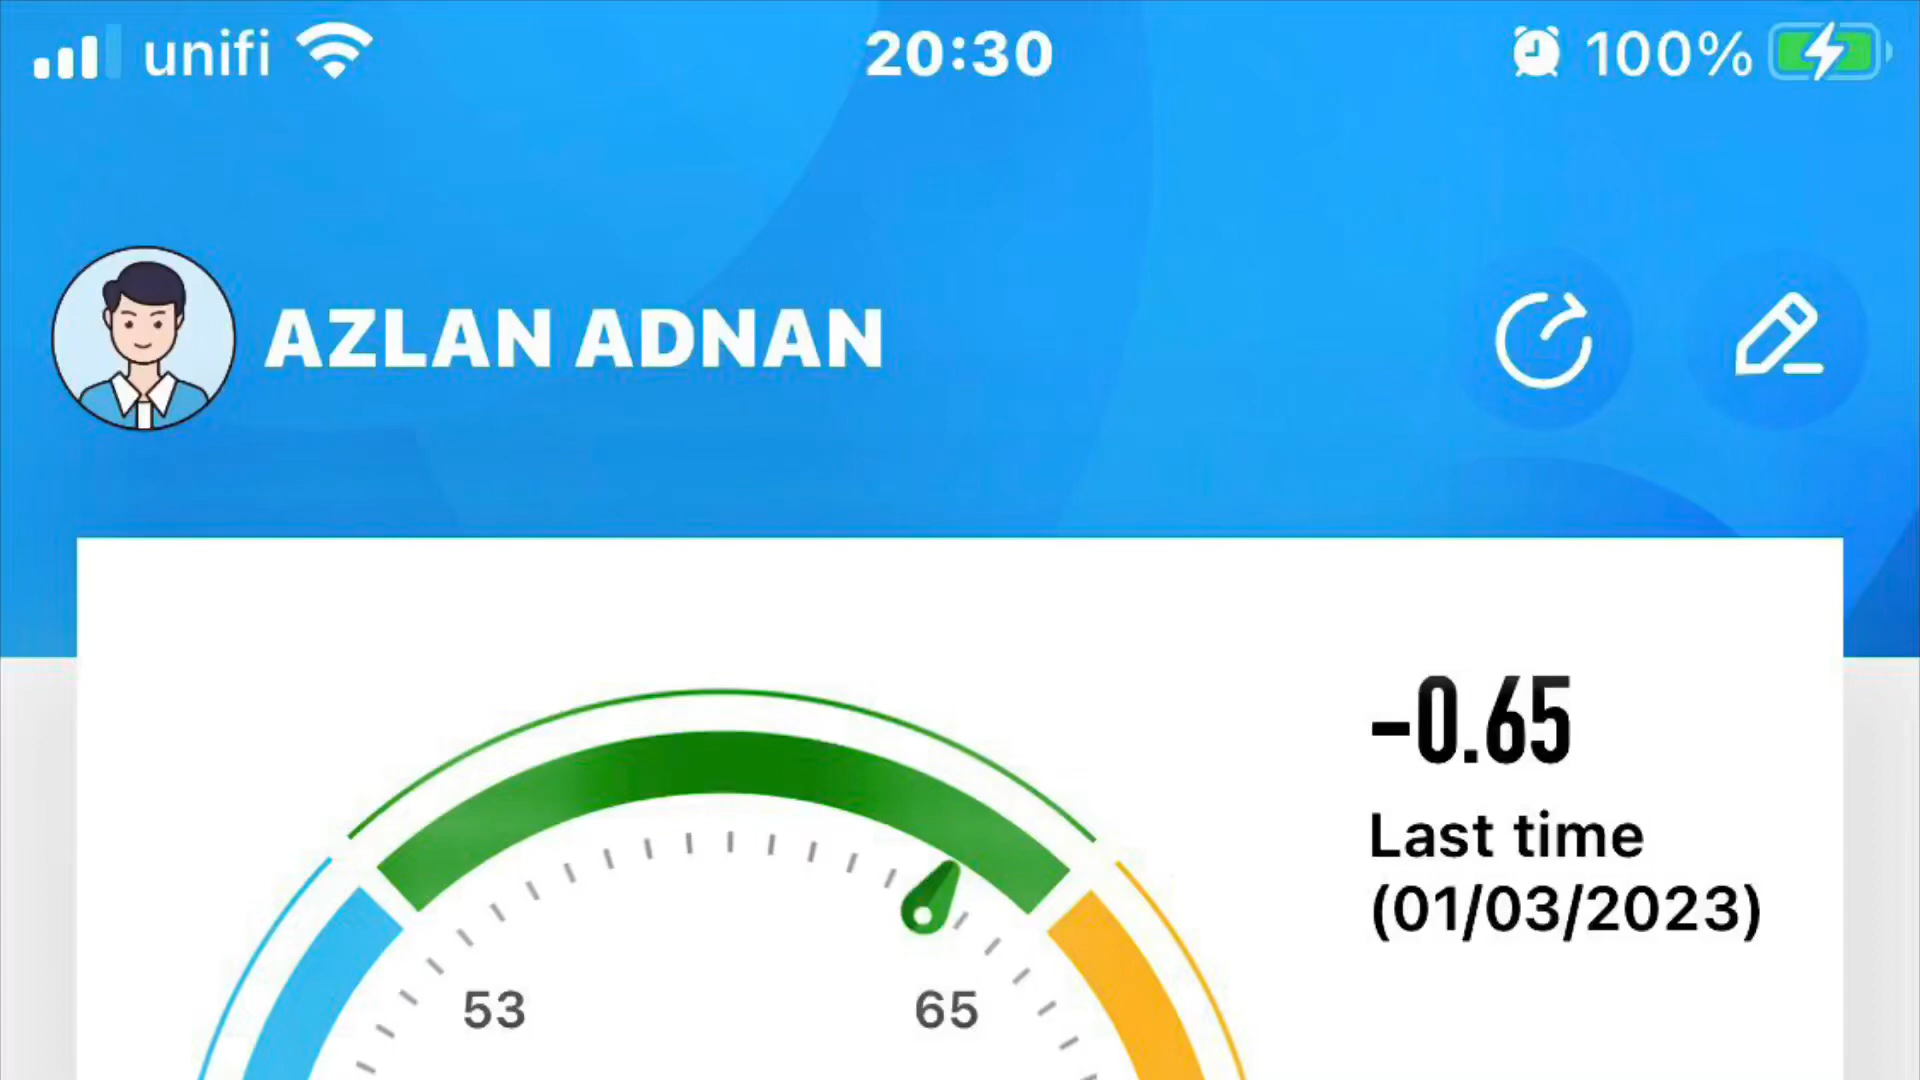 unifi 20:30 100%
AZLAN ADNAN
-0.65
Last time
(01/03/2023)
53 65